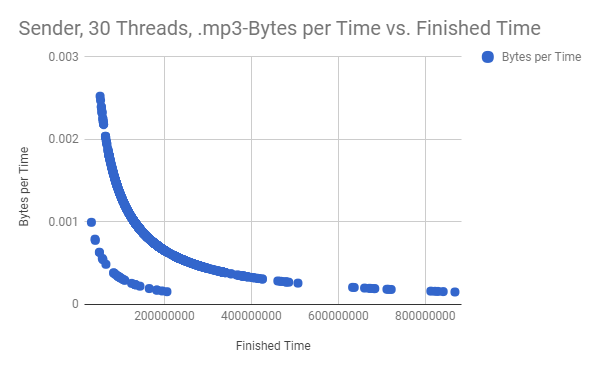 Sender, 30 Threads, .mp3-Bytes per Time vs. Finished Time
Bytes per Time
0.003
0.002
0.001
0
Bytes per Time
200000000 400000000 600000000 800000000
Finished Time